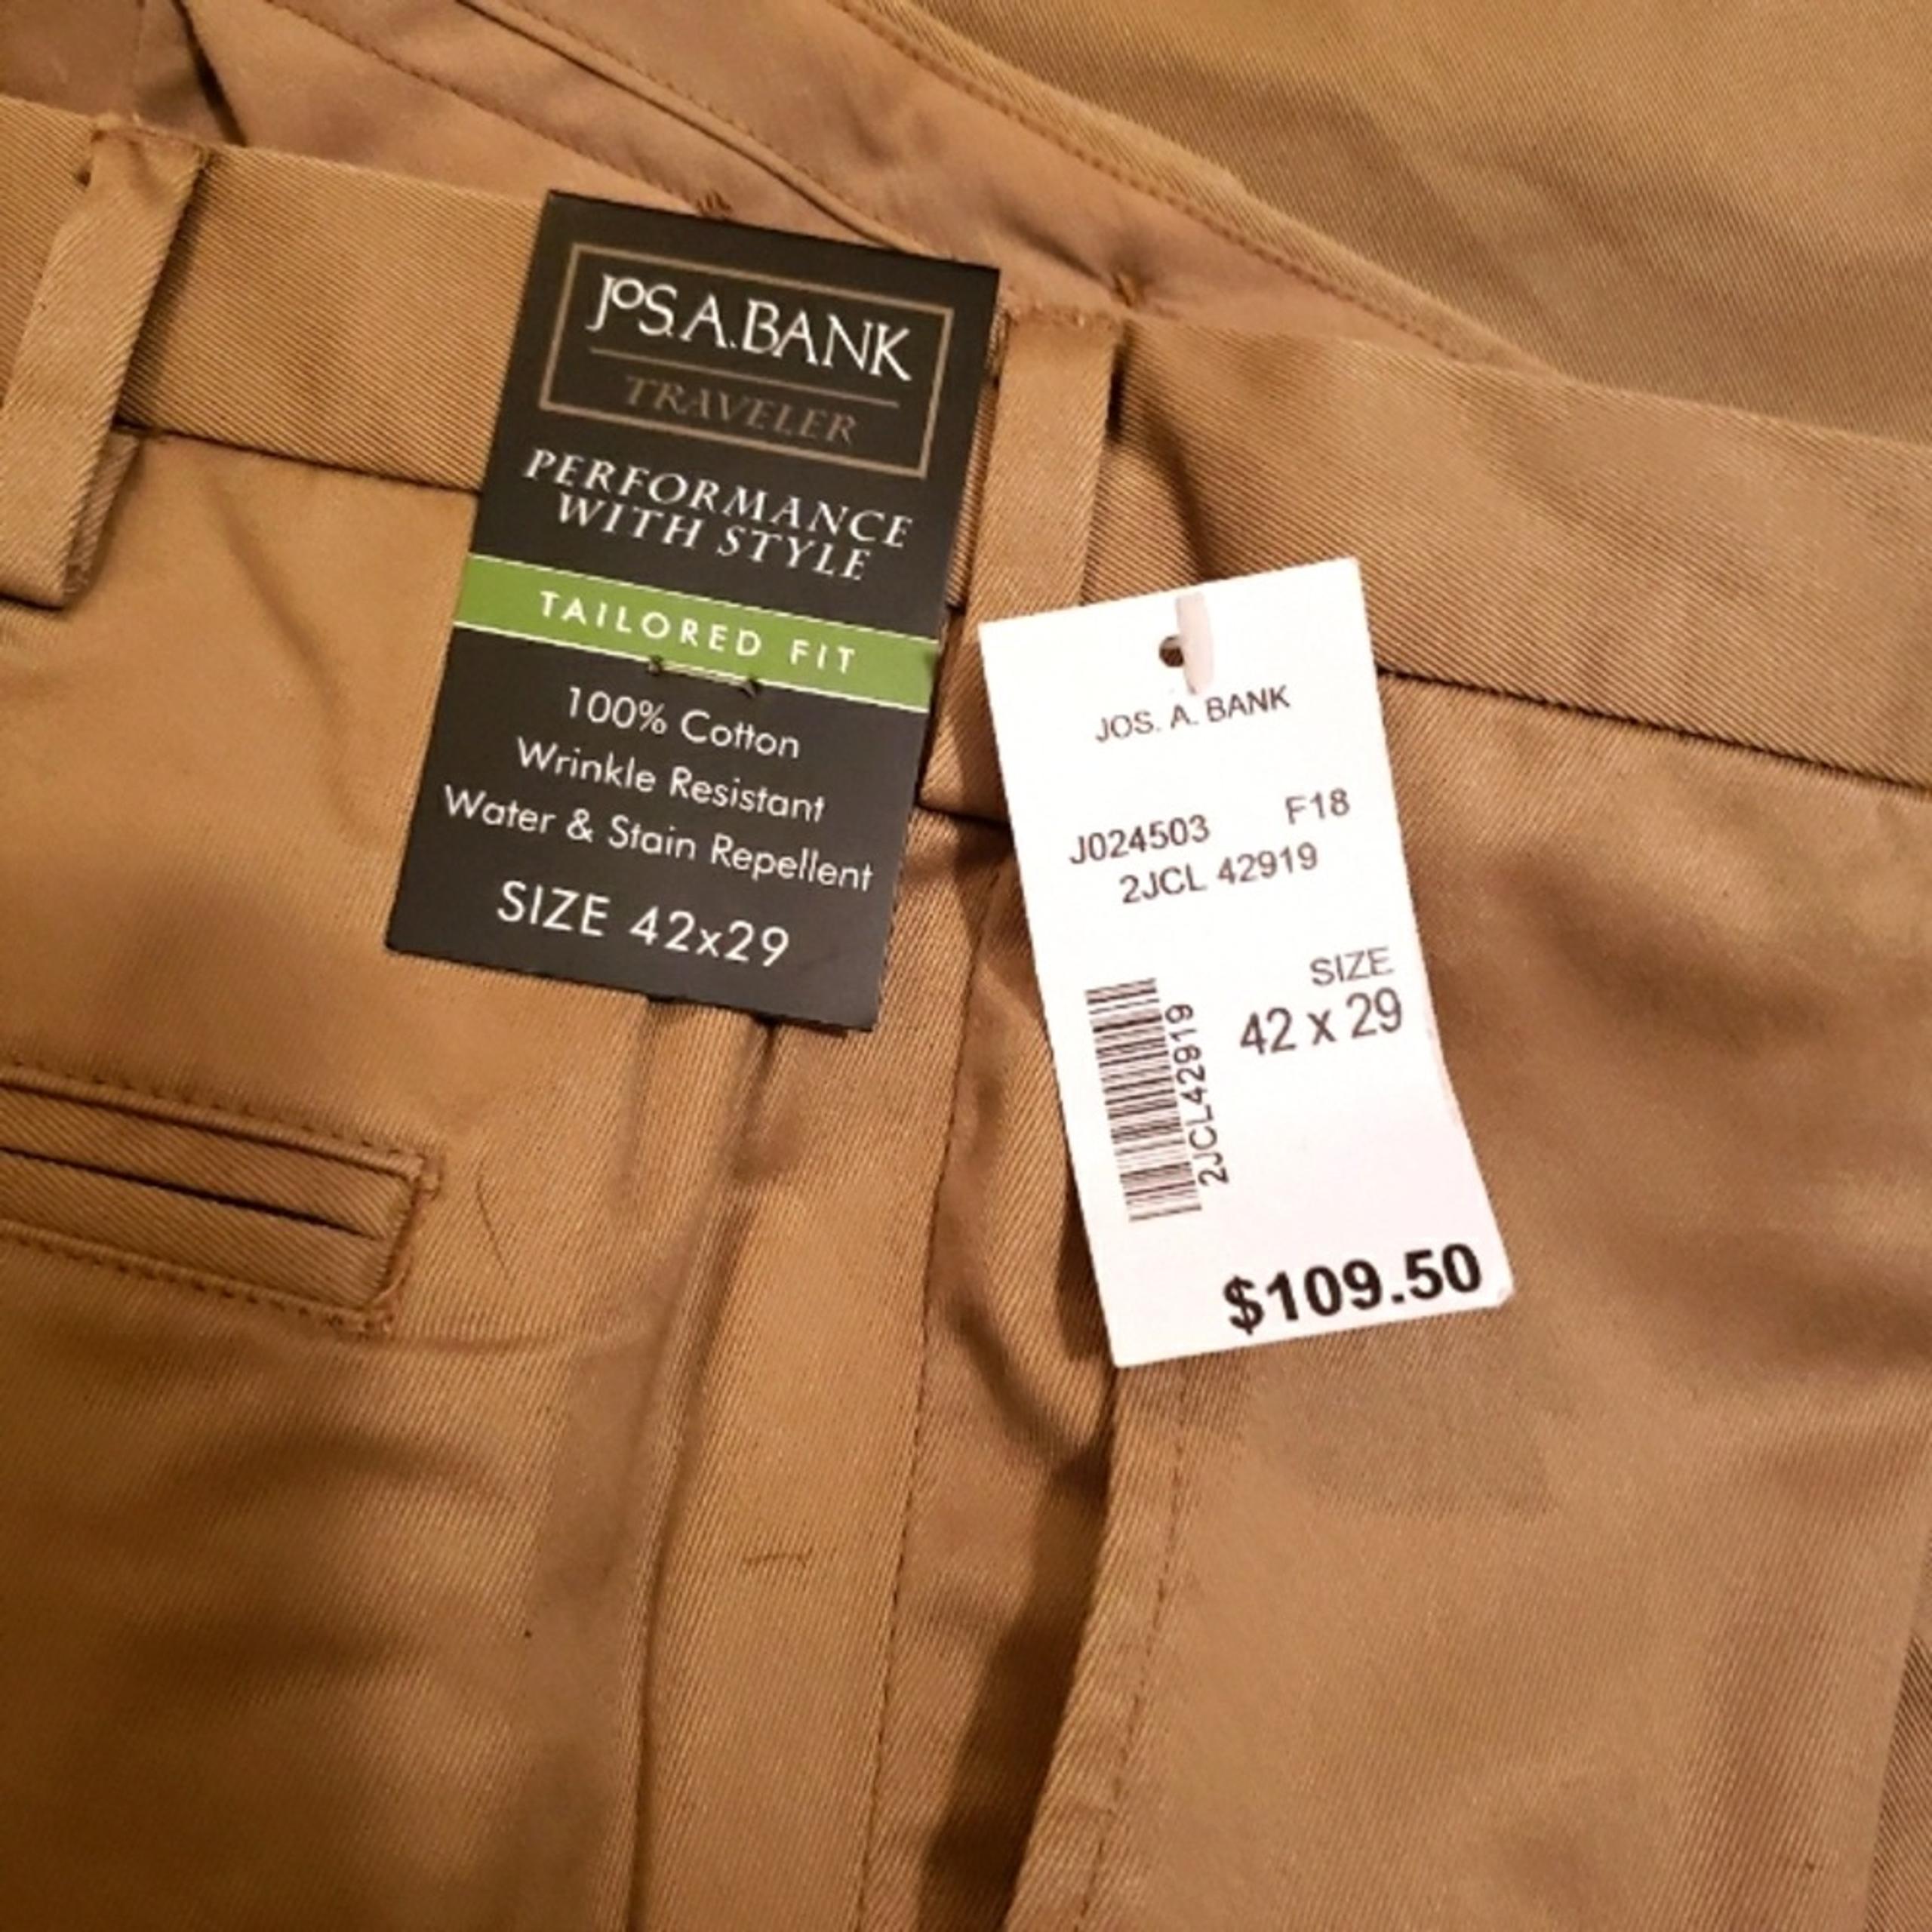 JOS.A.BANK
TRAVELER
PERFORMANCE
WITH STYLE
TAILORED FIT
100% Cotton
Wrinkle Resistant
Water & Stain Repellent
SIZE 42x29
JOS. A. BANK
J024503 F18
2JCL 42919
SIZE
42 x 29
2JCL42919
$109.50